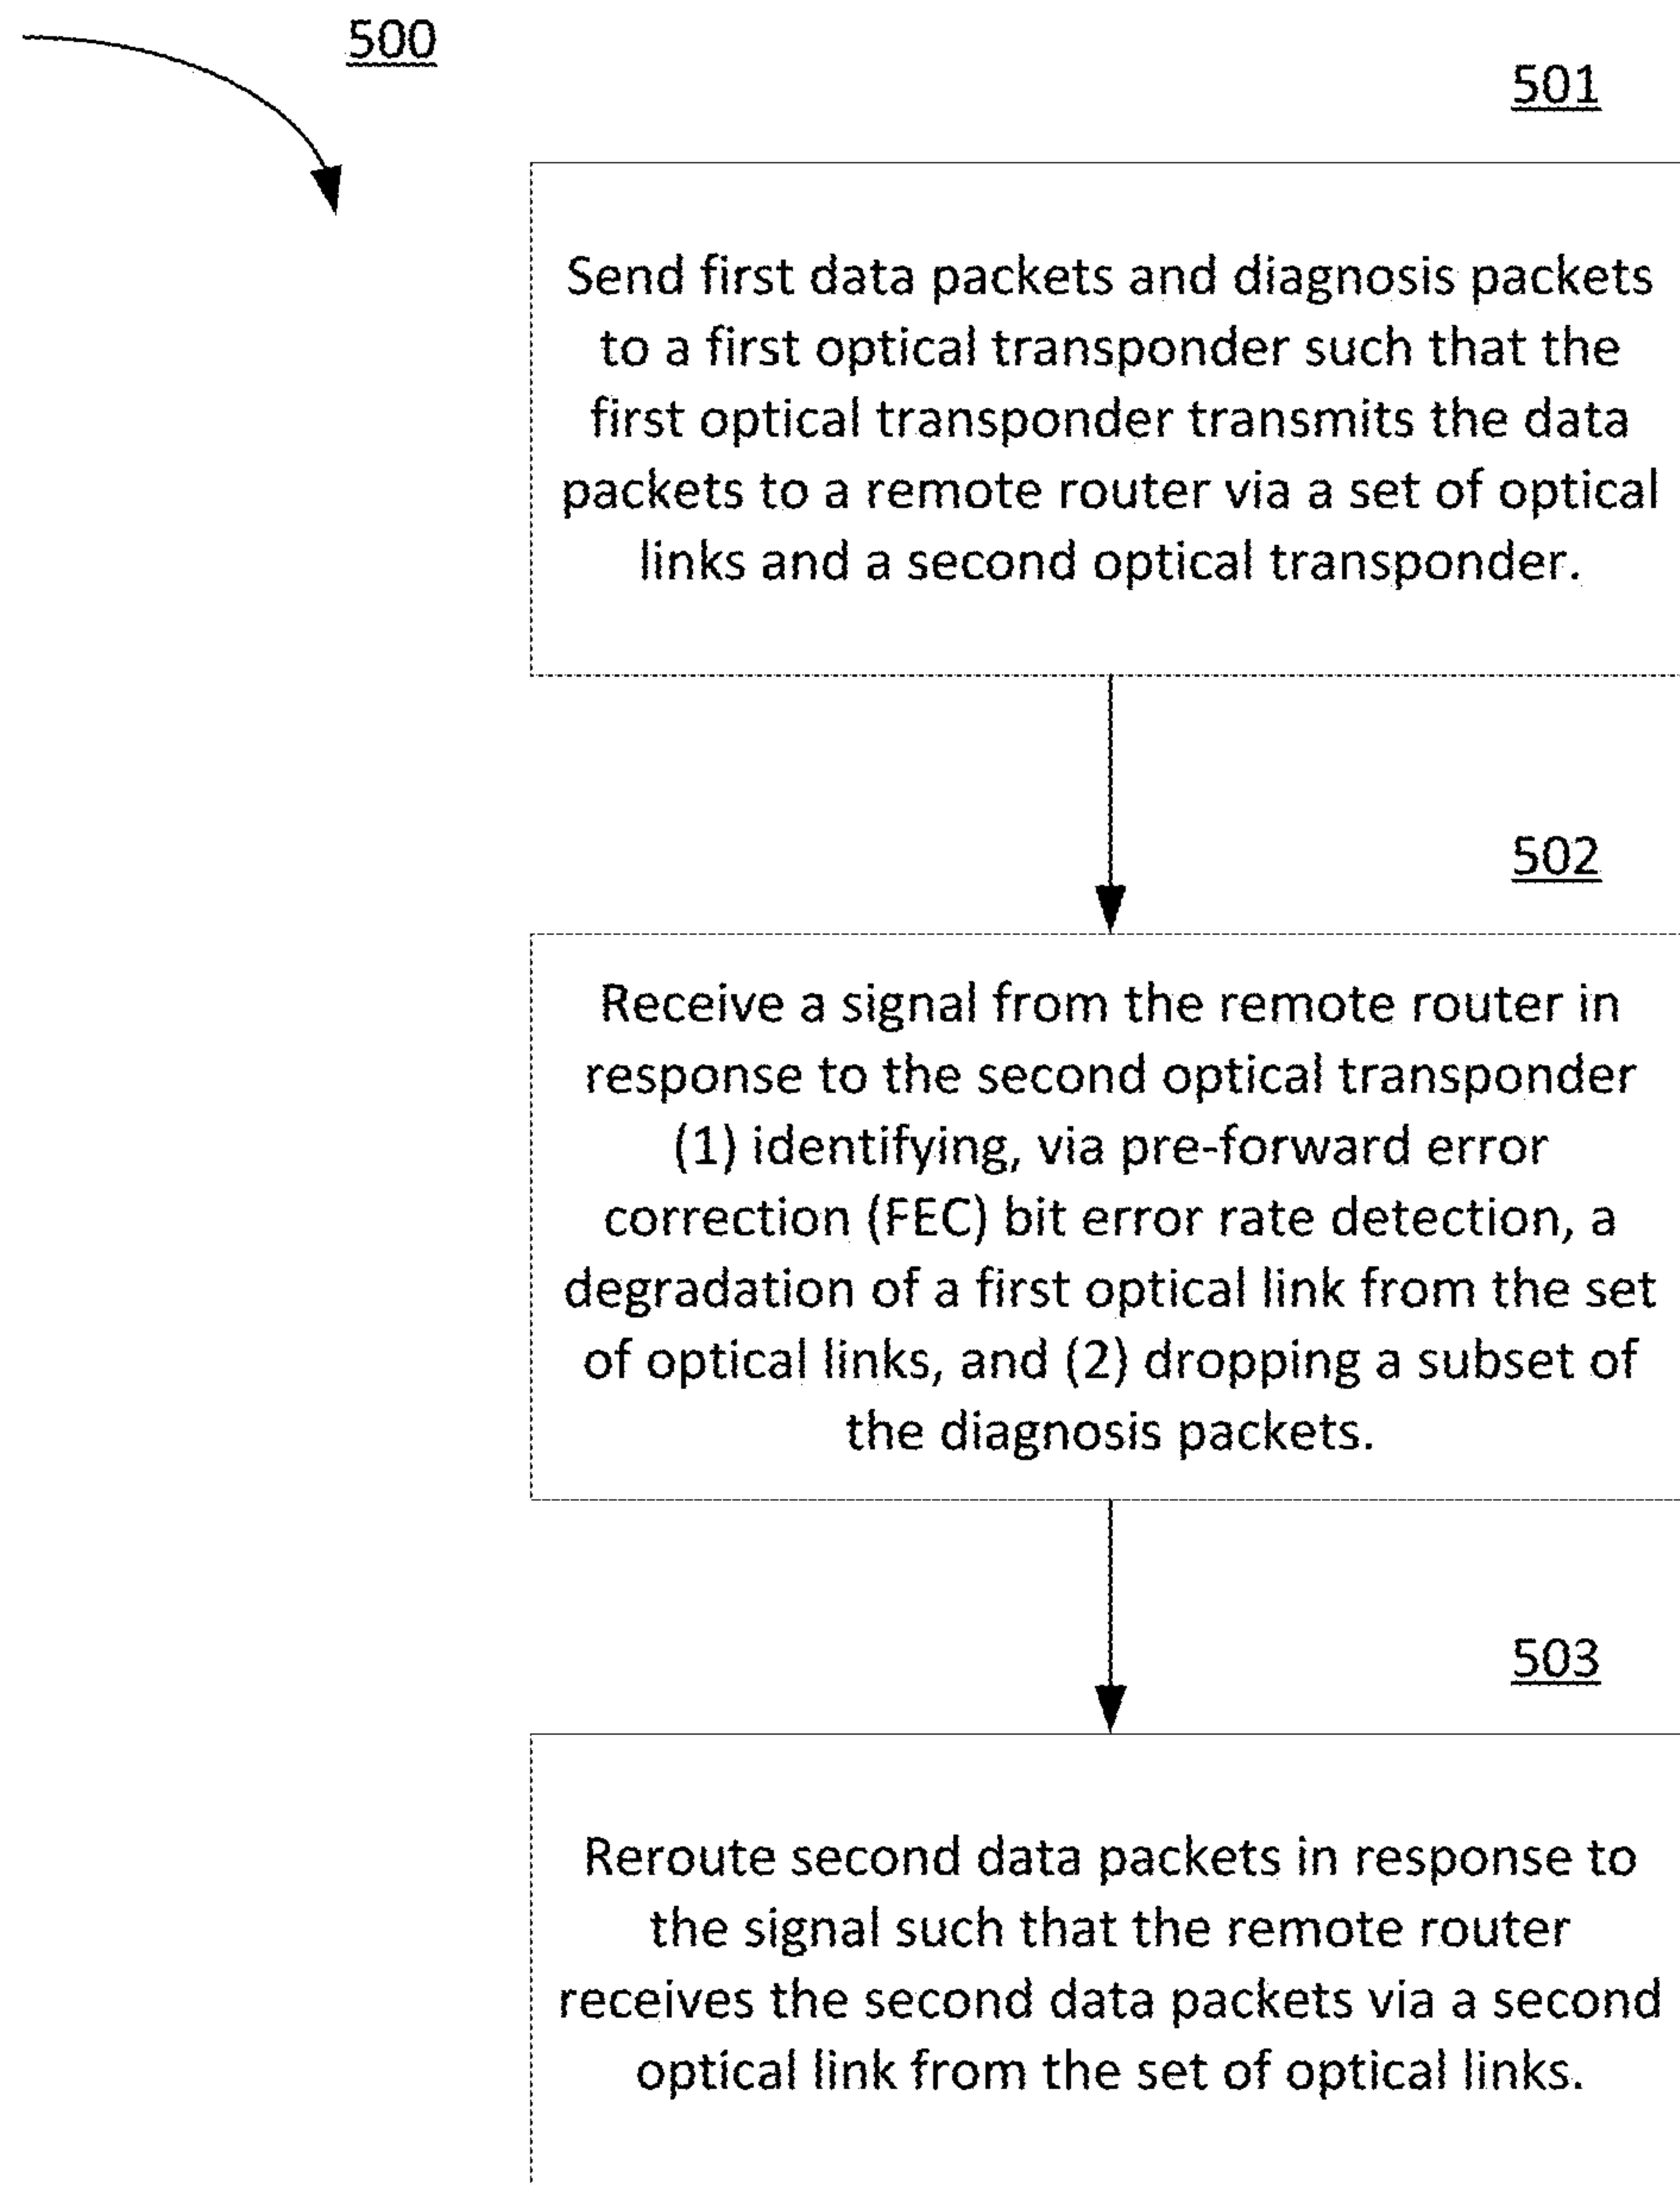 500
501
Send first data packets and diagnosis packets
to a first optical transponder such that the
first optical transponder transmits the data
packets to a remote router via a set of optical
links and a second optical transponder.
502
Receive a signal from the remote router in
response to the second optical transponder
(1) identifying, via pre-forward error
correction (FEC) bit error rate detection, a
degradation of a first optical link from the set
of optical links, and (2) dropping a subset of
the diagnosis packets.
503
Reroute second data packets in response to
the signal such that the remote router
receives the second data packets via a second
optical link from the set of optical links.